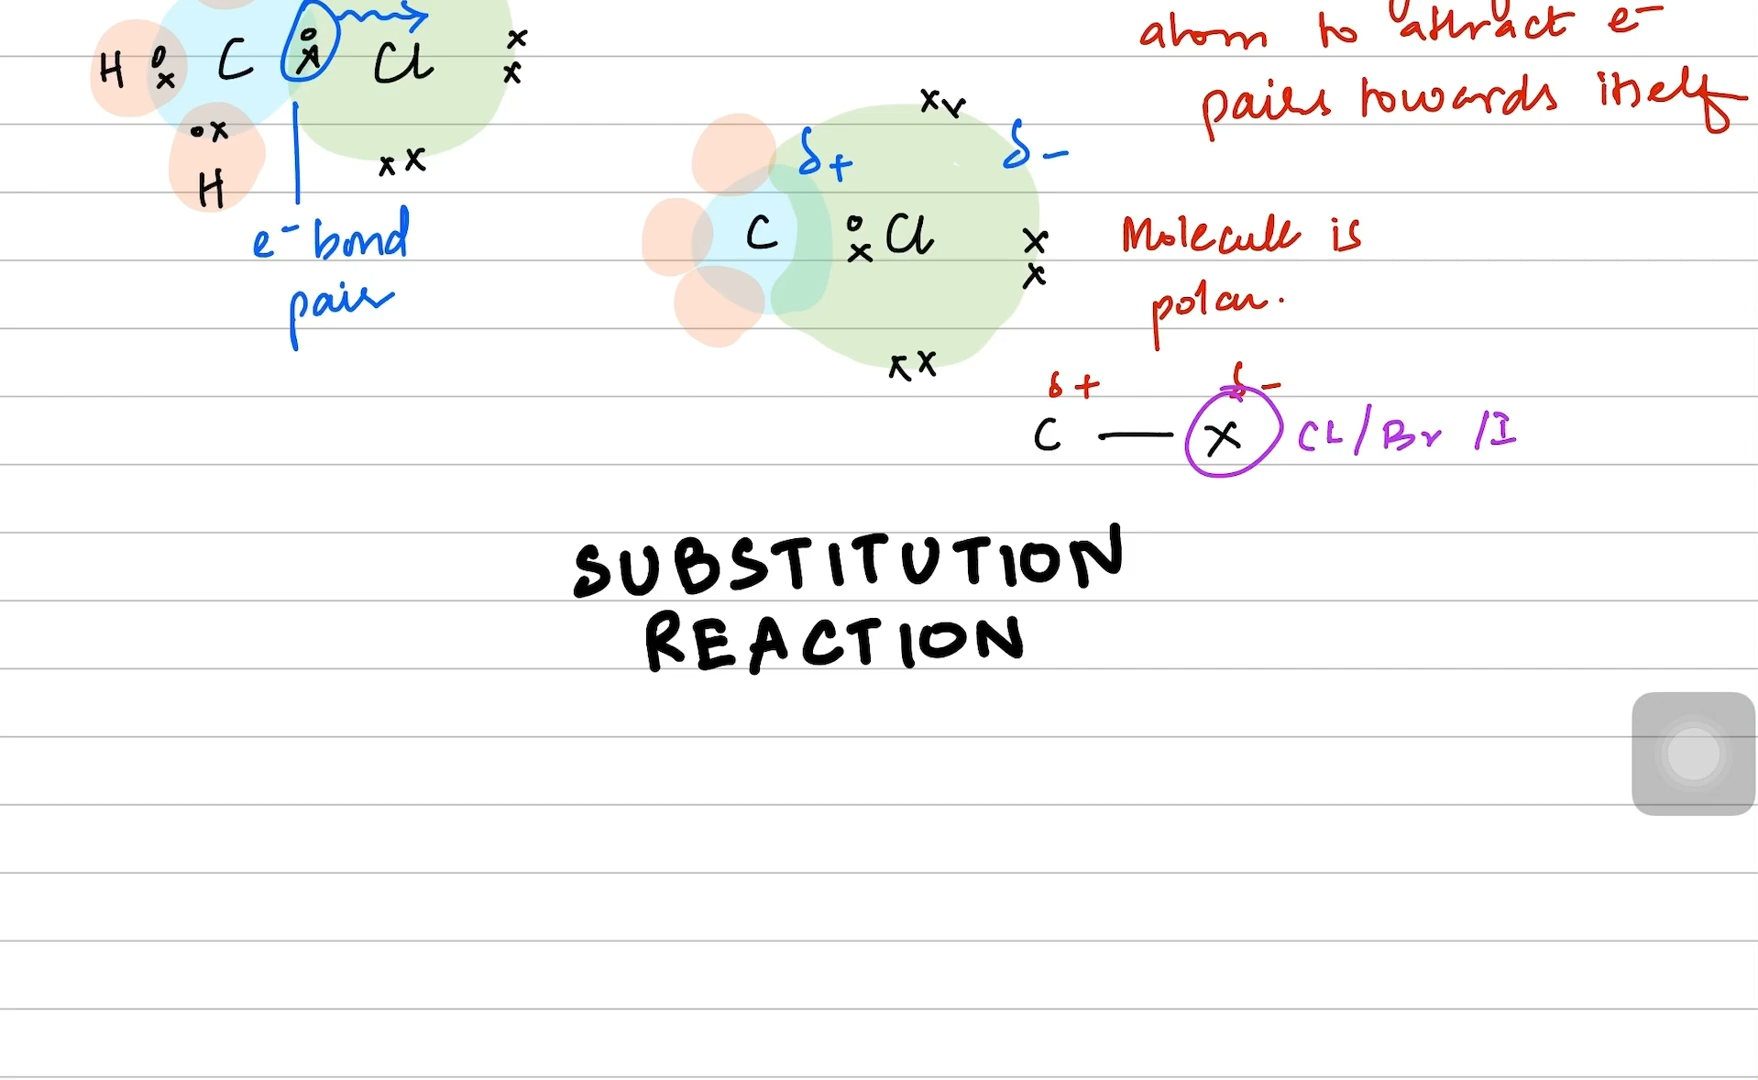 atom to attract e⁻
pairs towards itself
H C Cl
H
e⁻ bond
pair
δ+ δ-
C Cl
Molecule is
polar.
δ+ δ-
C — X CL/Br/I
SUBSTITUTION
REACTION